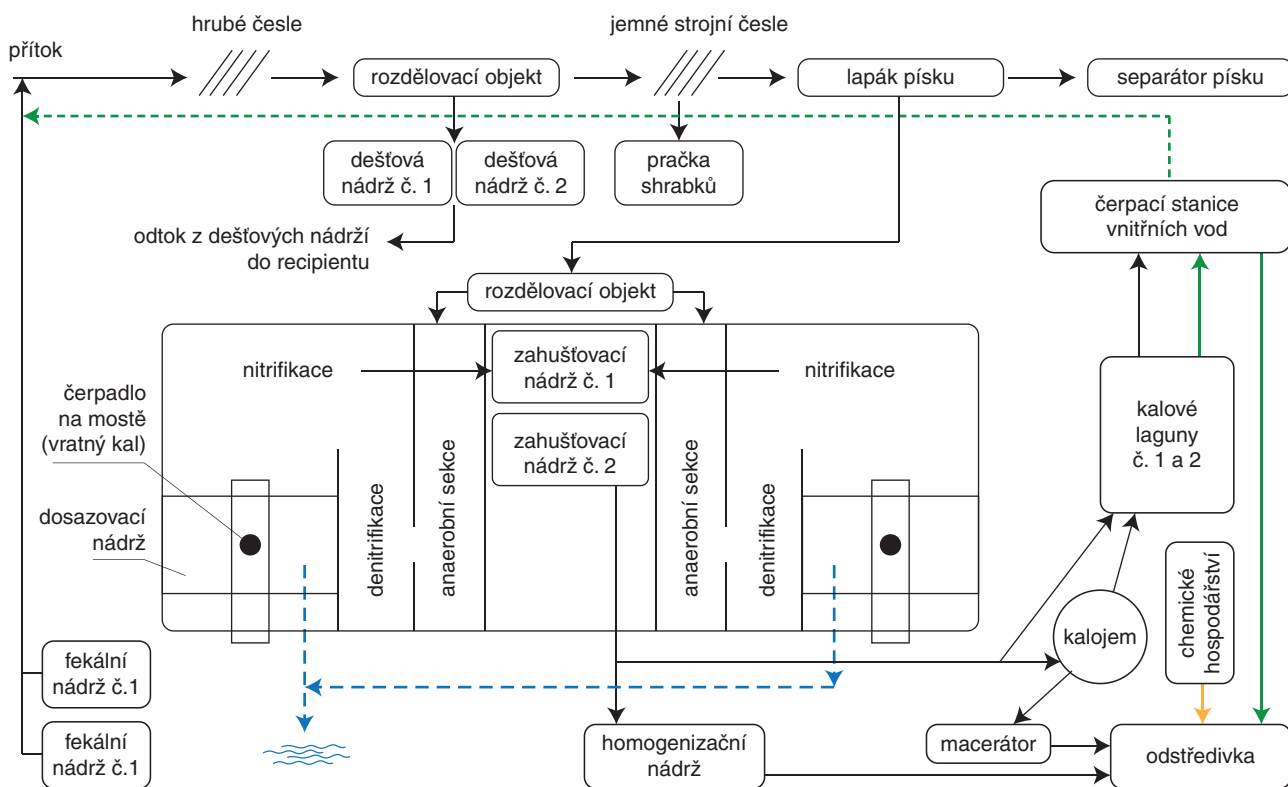 přítok
hrubé česle
jemné strojní česle
rozdělovací objekt
lapák písku
separátor písku
dešťová
nádrž č. 1
dešťová
nádrž č. 2
pračka
shrabků
odtok z dešťových nádrží
do recipientu
čerpací stanice
vnitřních vod
rozdělovací objekt
nitrifikace
zahušťovací
nádrž č. 1
nitrifikace
čerpadlo
na mostě
(vratný kal)
zahušťovací
nádrž č. 2
kalové
laguny
č. 1 a 2
dosazovací
nádrž
denitrifikace
anaerobní sekce
anaerobní sekce
denitrifikace
chemické
hospodářství
kalojem
fekální
nádrž č.1
fekální
nádrž č.1
homogenizační
nádrž
macerátor
odstředivka